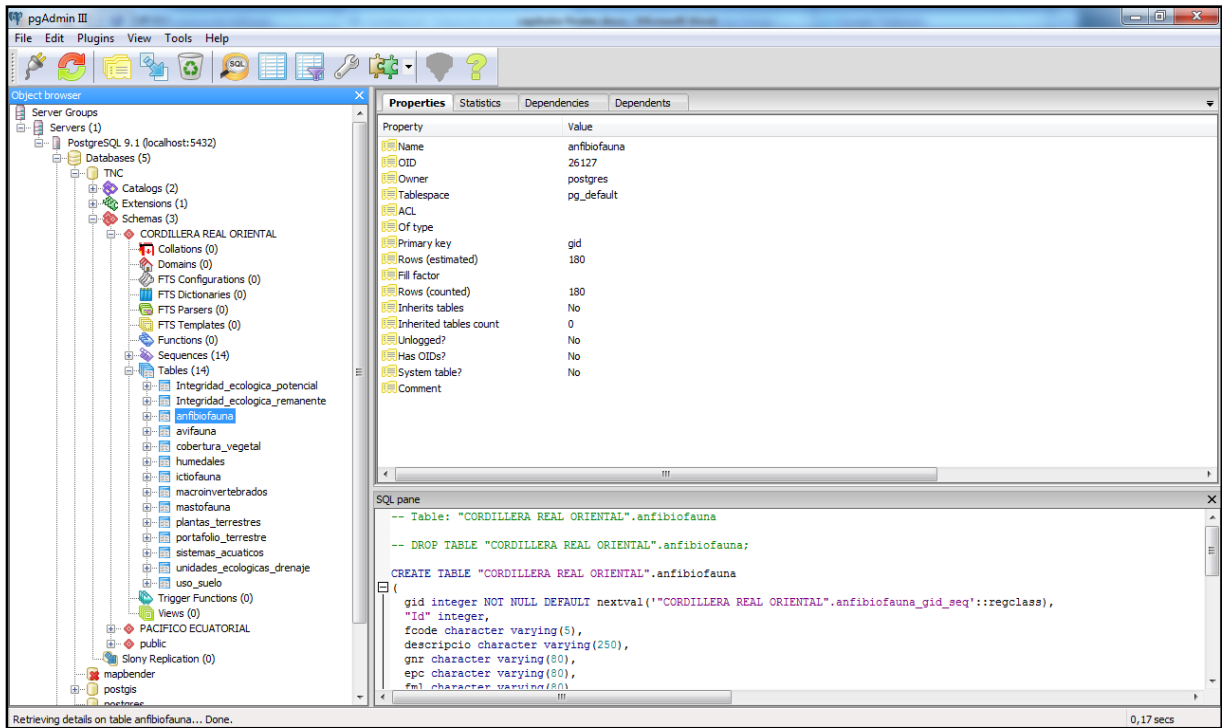 pgAdmin III
File Edit Plugins View Tools Help
SQL
Object browser
Server Groups
Servers (1)
PostgreSQL 9.1 (localhost:5432)
Databases (5)
TNC
Catalogs (2)
Extensions (1)
Schemas (3)
CORDILLERA REAL ORIENTAL
Collations (0)
Domains (0)
FTS Configurations (0)
FTS Dictionaries (0)
FTS Parsers (0)
FTS Templates (0)
Functions (0)
Sequences (14)
Tables (14)
Integridad_ecologica_potencial
Integridad_ecologica_remanente
anfibiofauna
avifauna
cobertura_vegetal
humedales
ictiofauna
macroinvertebrados
mastofauna
plantas_terrestres
portafolio_terrestre
sistemas_acuaticos
unidades_ecologicas_drenaje
uso_suelo
Trigger Functions (0)
Views (0)
PACIFICO ECUATORIAL
public
Slony Replication (0)
mapbender
postgis
postgres
Properties Statistics Dependencies Dependents
Property Value
Name anfibiofauna
OID 26127
Owner postgres
Tablespace pg_default
ACL
Of type
Primary key gid
Rows (estimated) 180
Fill factor
Rows (counted) 180
Inherits tables No
Inherited tables count 0
Unlogged? No
Has OIDs? No
System table? No
Comment
SQL pane
-- Table: "CORDILLERA REAL ORIENTAL".anfibiofauna
-- DROP TABLE "CORDILLERA REAL ORIENTAL".anfibiofauna;
CREATE TABLE "CORDILLERA REAL ORIENTAL".anfibiofauna
(
gid integer NOT NULL DEFAULT nextval('"CORDILLERA REAL ORIENTAL".anfibiofauna_gid_seq'::regclass),
"Id" integer,
fcode character varying(5),
descripcio character varying(250),
gnr character varying(80),
epc character varying(80),
fml character varying(80)
Retrieving details on table anfibiofauna... Done.
0,17 secs